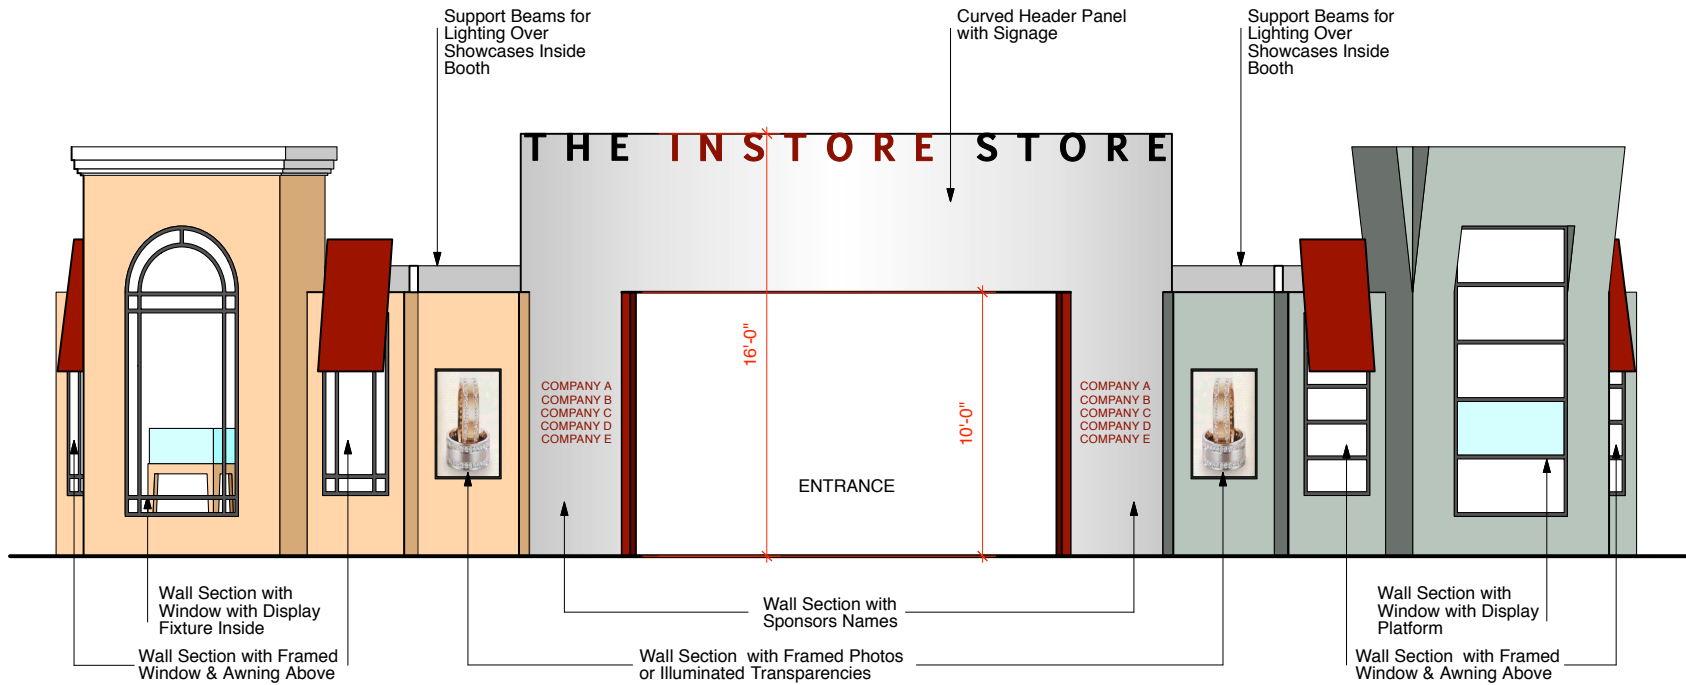 Support Beams for
Lighting Over
Showcases Inside
Booth
Curved Header Panel
with Signage
Support Beams for
Lighting Over
Showcases Inside
Booth
THE INSTORE STORE
16'-0"
10'-0"
COMPANY A
COMPANY B
COMPANY C
COMPANY D
COMPANY E
COMPANY A
COMPANY B
COMPANY C
COMPANY D
COMPANY E
ENTRANCE
Wall Section with
Window with Display
Fixture Inside
Wall Section with Framed
Window & Awning Above
Wall Section with
Sponsors Names
Wall Section with Framed Photos
or Illuminated Transparencies
Wall Section with
Window with Display
Platform
Wall Section with Framed
Window & Awning Above